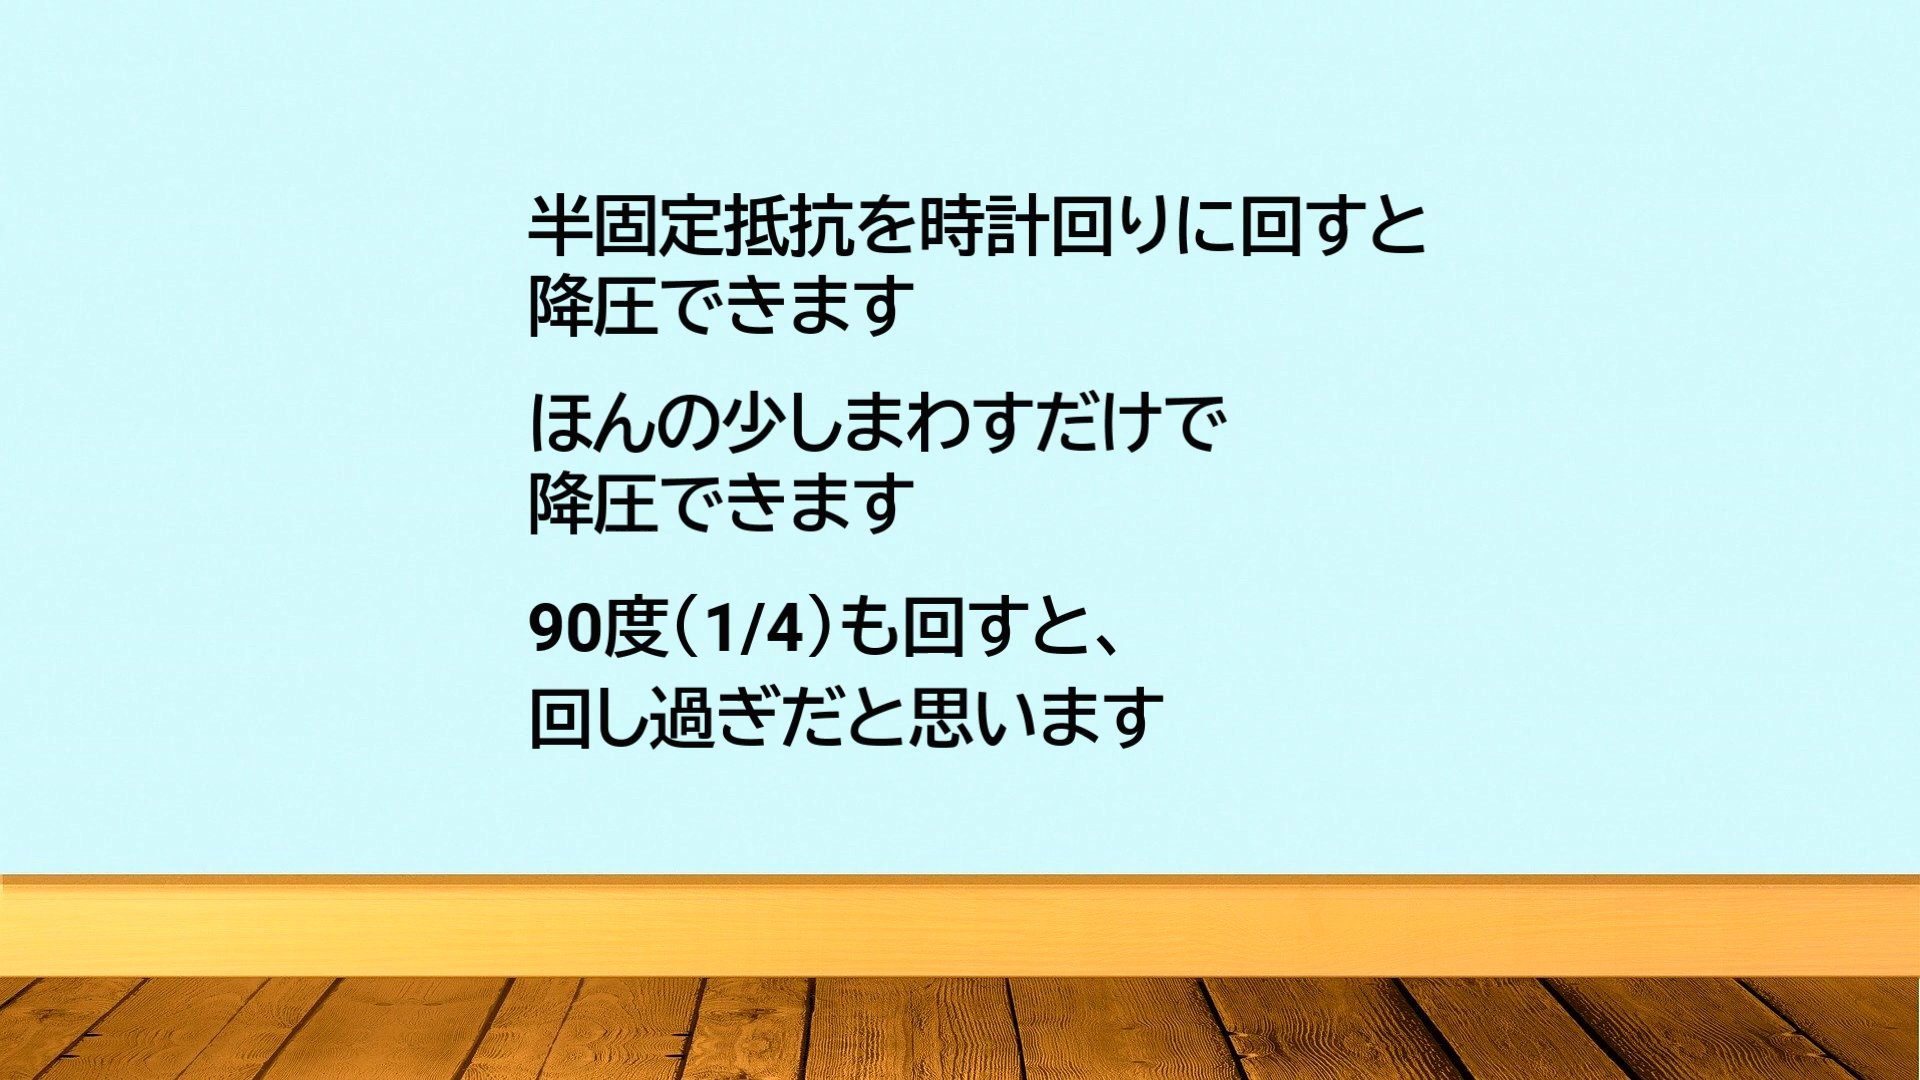 半固定抵抗を時計回りに回すと
降圧できます
ほんの少しまわすだけで
降圧できます
90度（1/4）も回すと、
回し過ぎだと思います